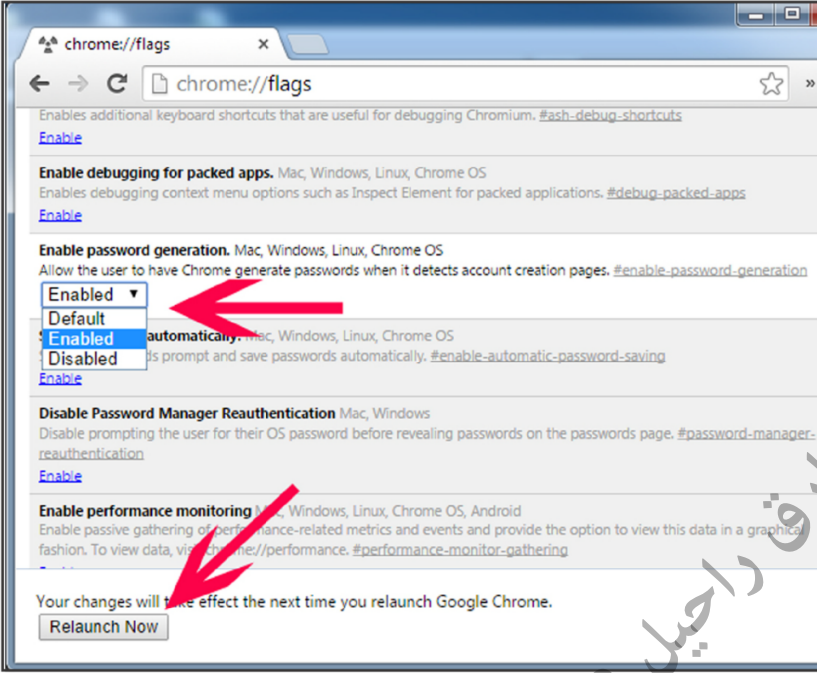 chrome://flags
chrome://flags
Enables additional keyboard shortcuts that are useful for debugging Chromium. #ash-debug-shortcuts
Enable
Enable debugging for packed apps. Mac, Windows, Linux, Chrome OS
Enables debugging context menu options such as Inspect Element for packed applications. #debug-packed-apps
Enable
Enable password generation. Mac, Windows, Linux, Chrome OS
Allow the user to have Chrome generate passwords when it detects account creation pages. #enable-password-generation
Enabled
Default
Enabled
automatically. Mac, Windows, Linux, Chrome OS
Disabled
prompt and save passwords automatically. #enable-automatic-password-saving
Enable
Disable Password Manager Reauthentication Mac, Windows
Disable prompting the user for their OS password before revealing passwords on the passwords page. #password-manager-
reauthentication
Enable
Enable performance monitoring Windows, Linux, Chrome OS, Android
Enable passive gathering of performance-related metrics and events and provide the option to view this data in a graphical
fashion. To view data, visit chrome://performance. #performance-monitor-gathering
Your changes will take effect the next time you relaunch Google Chrome.
Relaunch Now
راحيل